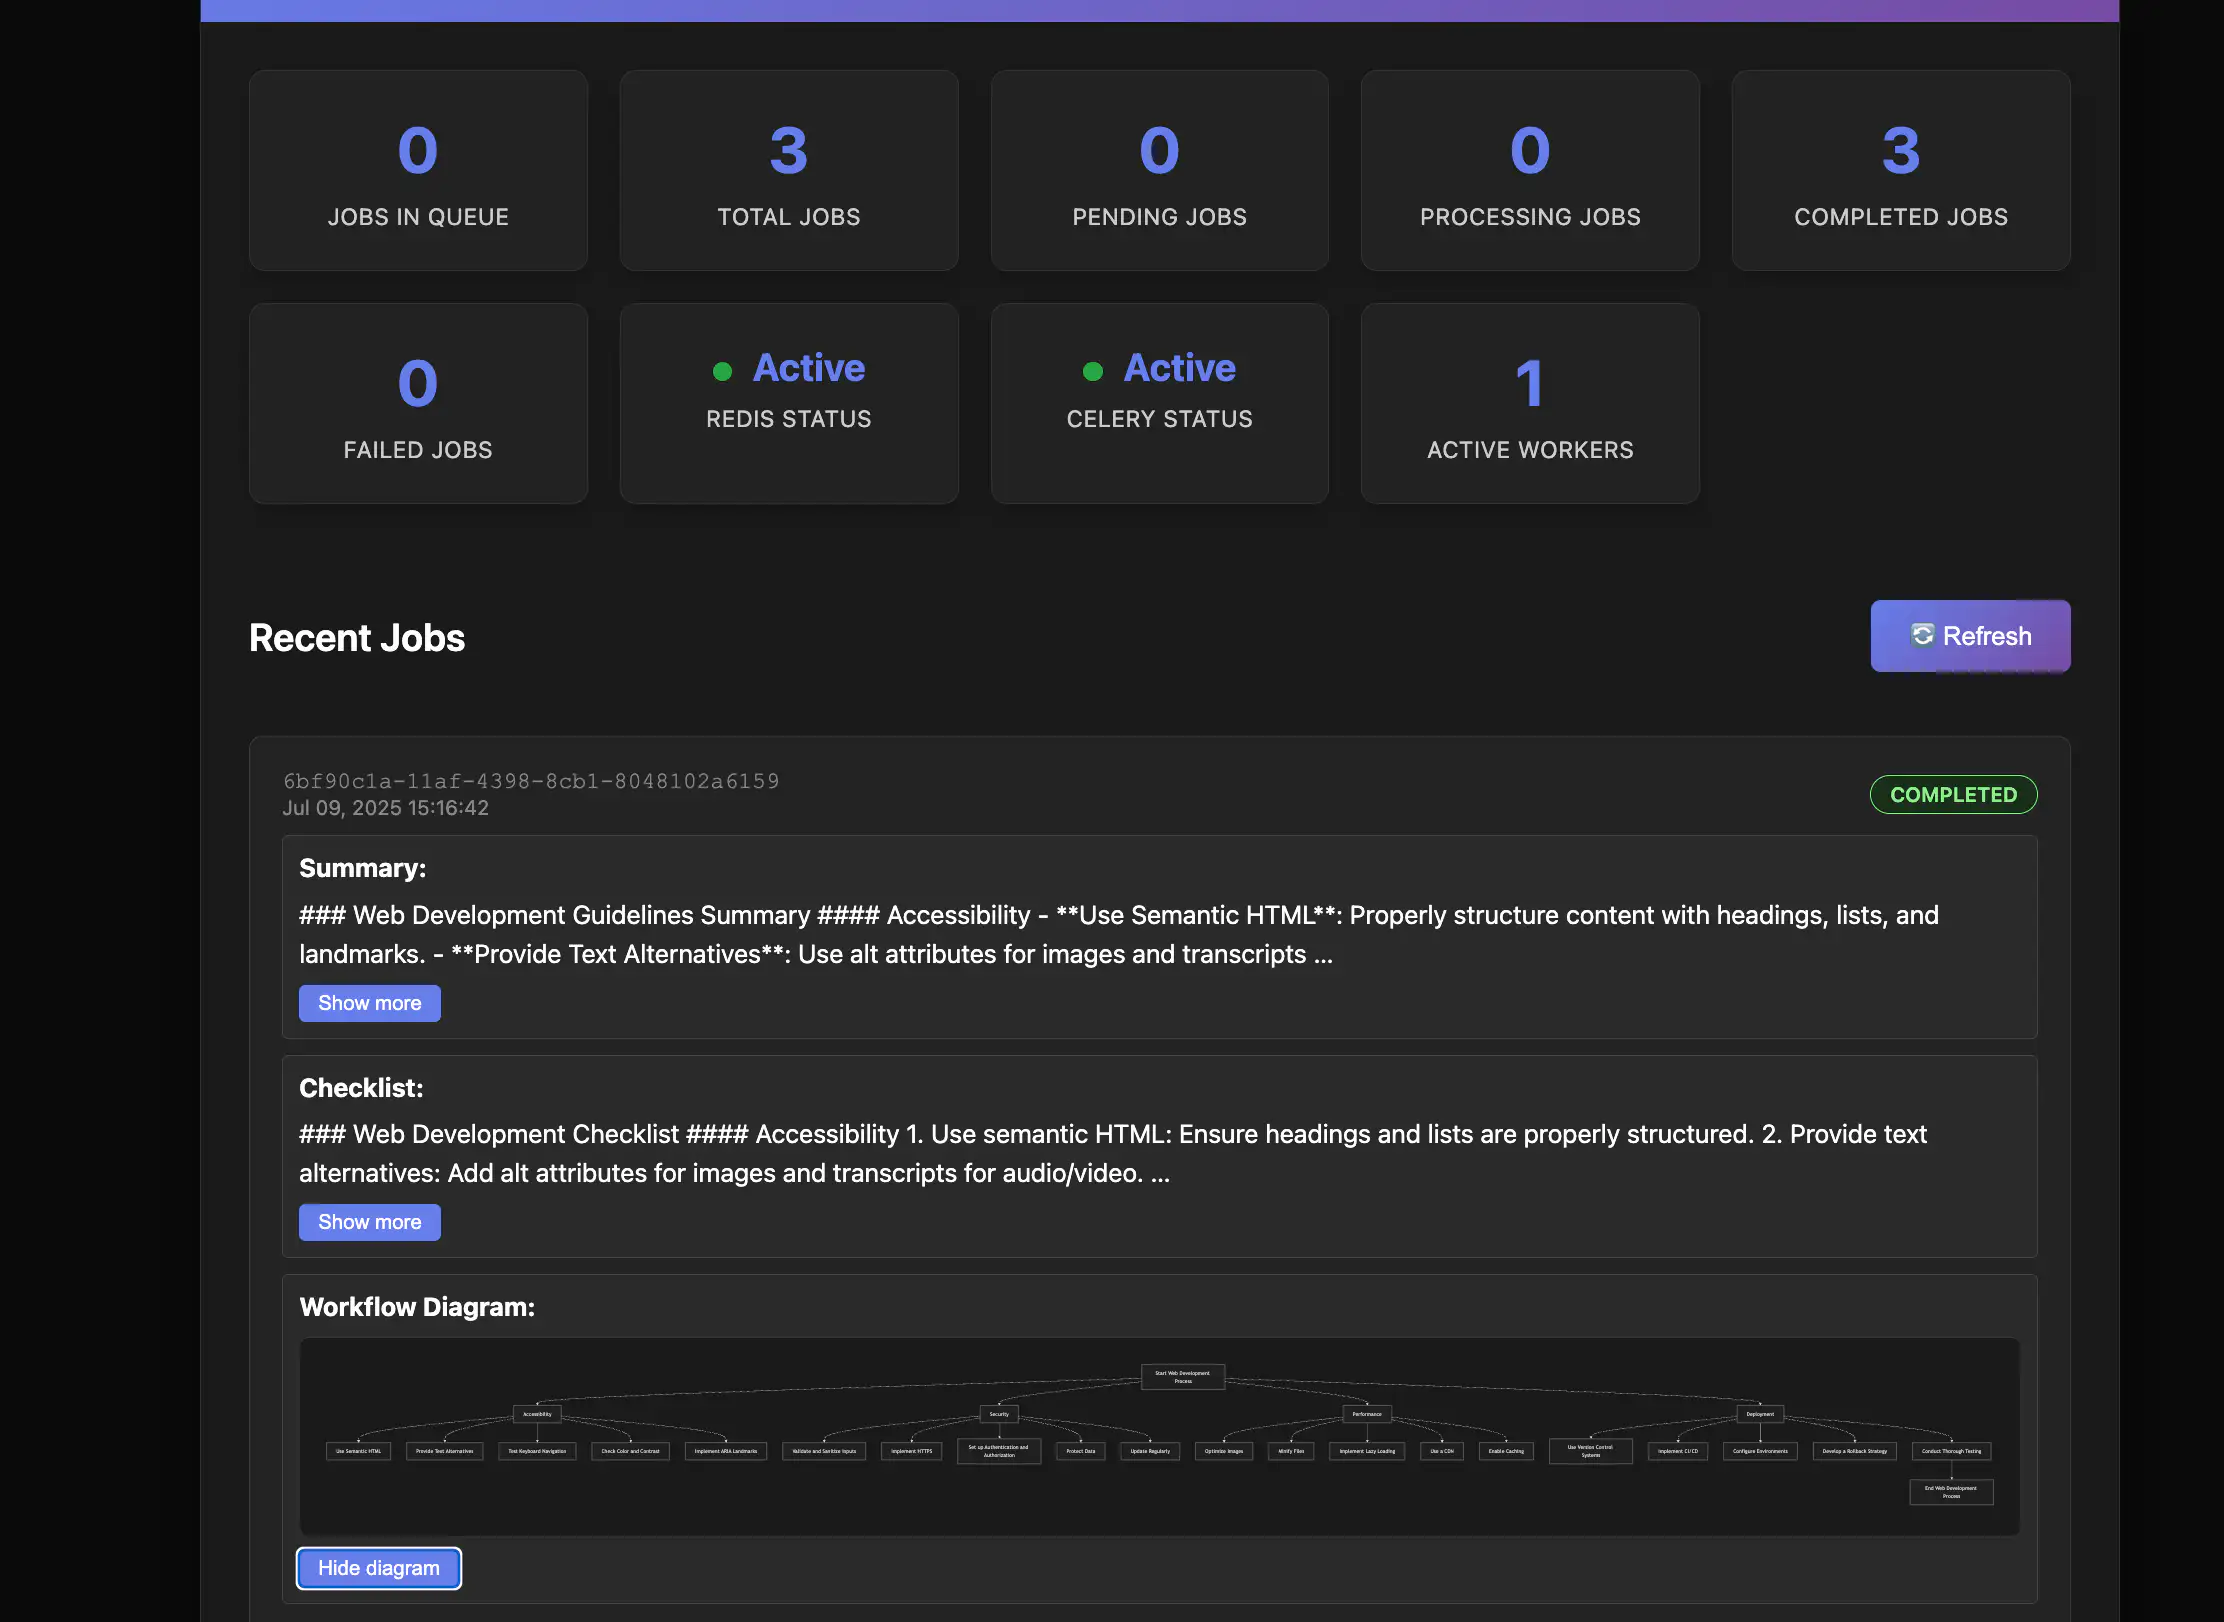 0
JOBS IN QUEUE
3
TOTAL JOBS
0
PENDING JOBS
0
PROCESSING JOBS
3
COMPLETED JOBS
0
FAILED JOBS
Active
REDIS STATUS
Active
CELERY STATUS
1
ACTIVE WORKERS
Recent Jobs
Refresh
6bf90c1a-11af-4398-8cb1-8048102a6159
Jul 09, 2025 15:16:42
COMPLETED
Summary:
### Web Development Guidelines Summary #### Accessibility - **Use Semantic HTML**: Properly structure content with headings, lists, and
landmarks. - **Provide Text Alternatives**: Use alt attributes for images and transcripts ...
Show more
Checklist:
### Web Development Checklist #### Accessibility 1. Use semantic HTML: Ensure headings and lists are properly structured. 2. Provide text
alternatives: Add alt attributes for images and transcripts for audio/video. ...
Show more
Workflow Diagram:
Start Web Development
Process
Accessibility
Security
Performance
Deployment
Use Semantic HTML
Provide Text Alternatives
Test Keyboard Navigation
Check Color and Contrast
Implement ARIA Landmarks
Validate and Sanitize Inputs
Implement HTTPS
Set up Authentication and
Authorization
Protect Data
Update Regularly
Optimize Images
Minify Files
Implement Lazy Loading
Use a CDN
Enable Caching
Use Version Control
Systems
Implement CI/CD
Configure Environments
Develop a Rollback Strategy
Conduct Thorough Testing
End Web Development
Process
Hide diagram